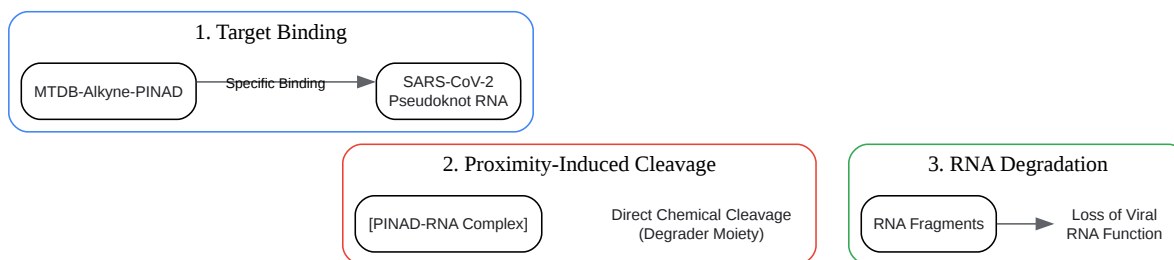 1. Target Binding
MTDB-Alkyne-PINAD
Specific Binding
SARS-CoV-2
Pseudoknot RNA
2. Proximity-Induced Cleavage
[PINAD-RNA Complex]
Direct Chemical Cleavage
(Degrader Moiety)
3. RNA Degradation
RNA Fragments
Loss of Viral
RNA Function